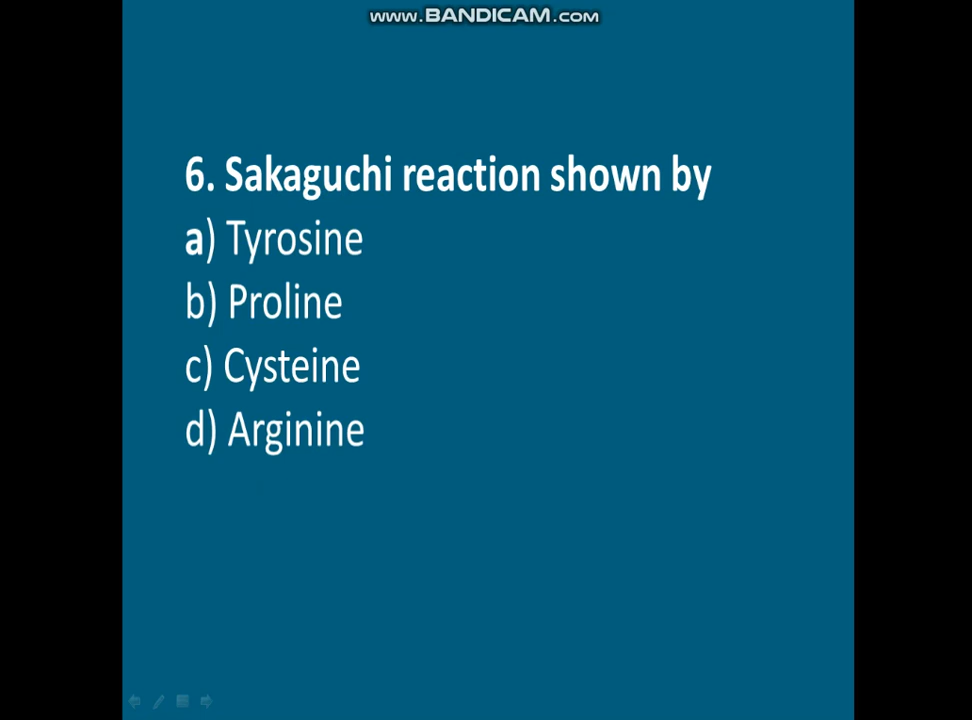 www.BANDICAM.com
6. Sakaguchi reaction shown by
a) Tyrosine
b) Proline
c) Cysteine
d) Arginine